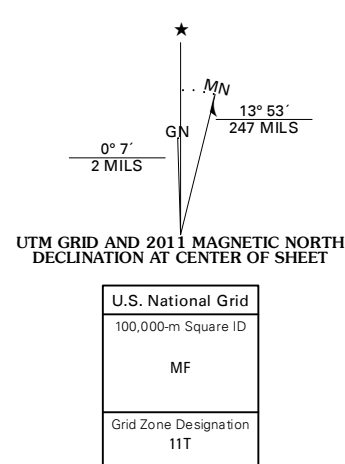 ★
MN
13° 53´
247 MILS
GN
0° 7´
2 MILS
UTM GRID AND 2011 MAGNETIC NORTH
DECLINATION AT CENTER OF SHEET
U.S. National Grid
100,000-m Square ID
MF
Grid Zone Designation
11T